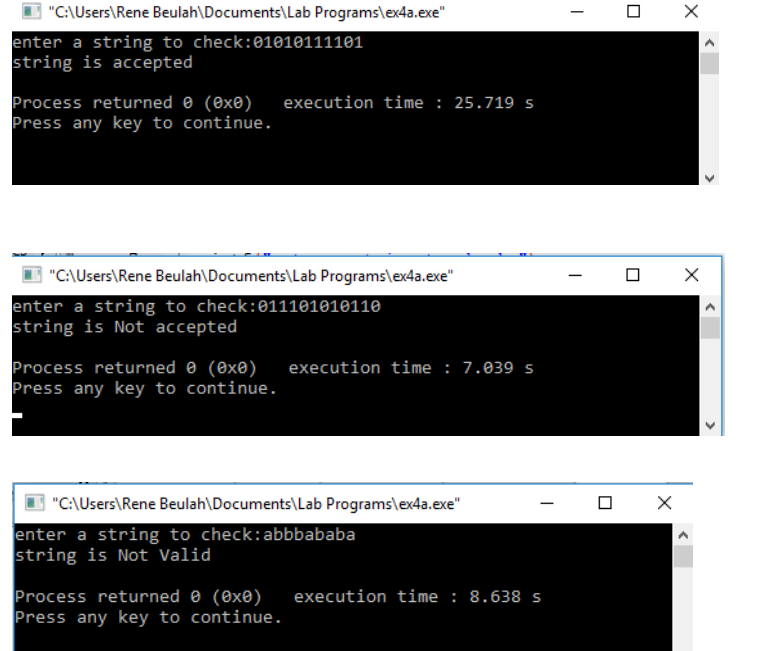 "C:\Users\Rene Beulah\Documents\Lab Programs\ex4a.exe"
enter a string to check:01010111101
string is accepted
Process returned 0 (0x0)   execution time : 25.719 s
Press any key to continue.
"C:\Users\Rene Beulah\Documents\Lab Programs\ex4a.exe"
enter a string to check:011101010110
string is Not accepted
Process returned 0 (0x0)   execution time : 7.039 s
Press any key to continue.
"C:\Users\Rene Beulah\Documents\Lab Programs\ex4a.exe"
enter a string to check:abbbababa
string is Not Valid
Process returned 0 (0x0)   execution time : 8.638 s
Press any key to continue.